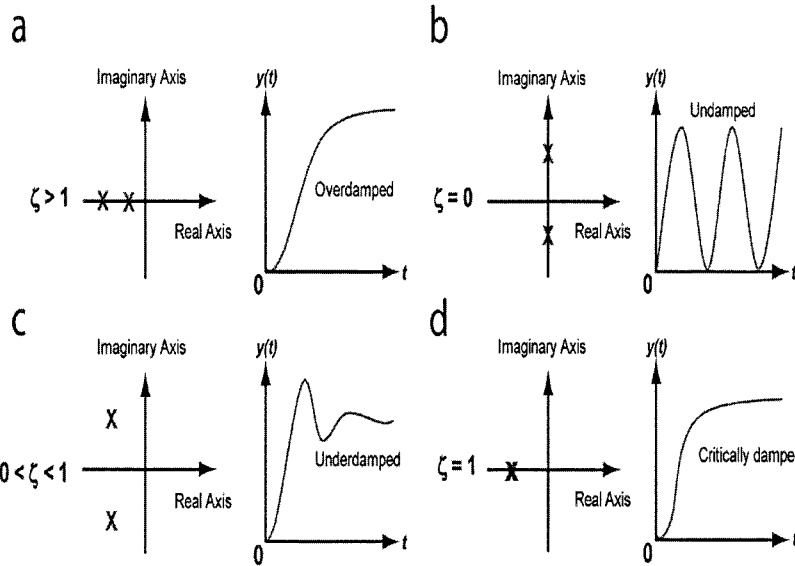 a
Imaginary Axis
y(t)
ζ > 1
X X
Overdamped
Real Axis
0
t
b
Imaginary Axis
y(t)
Undamped
X
ζ = 0
X
Real Axis
0
t
c
Imaginary Axis
y(t)
X
0 < ζ < 1
Underdamped
Real Axis
X
0
t
d
Imaginary Axis
y(t)
ζ = 1
X
Critically dampe
Real Axis
0
t